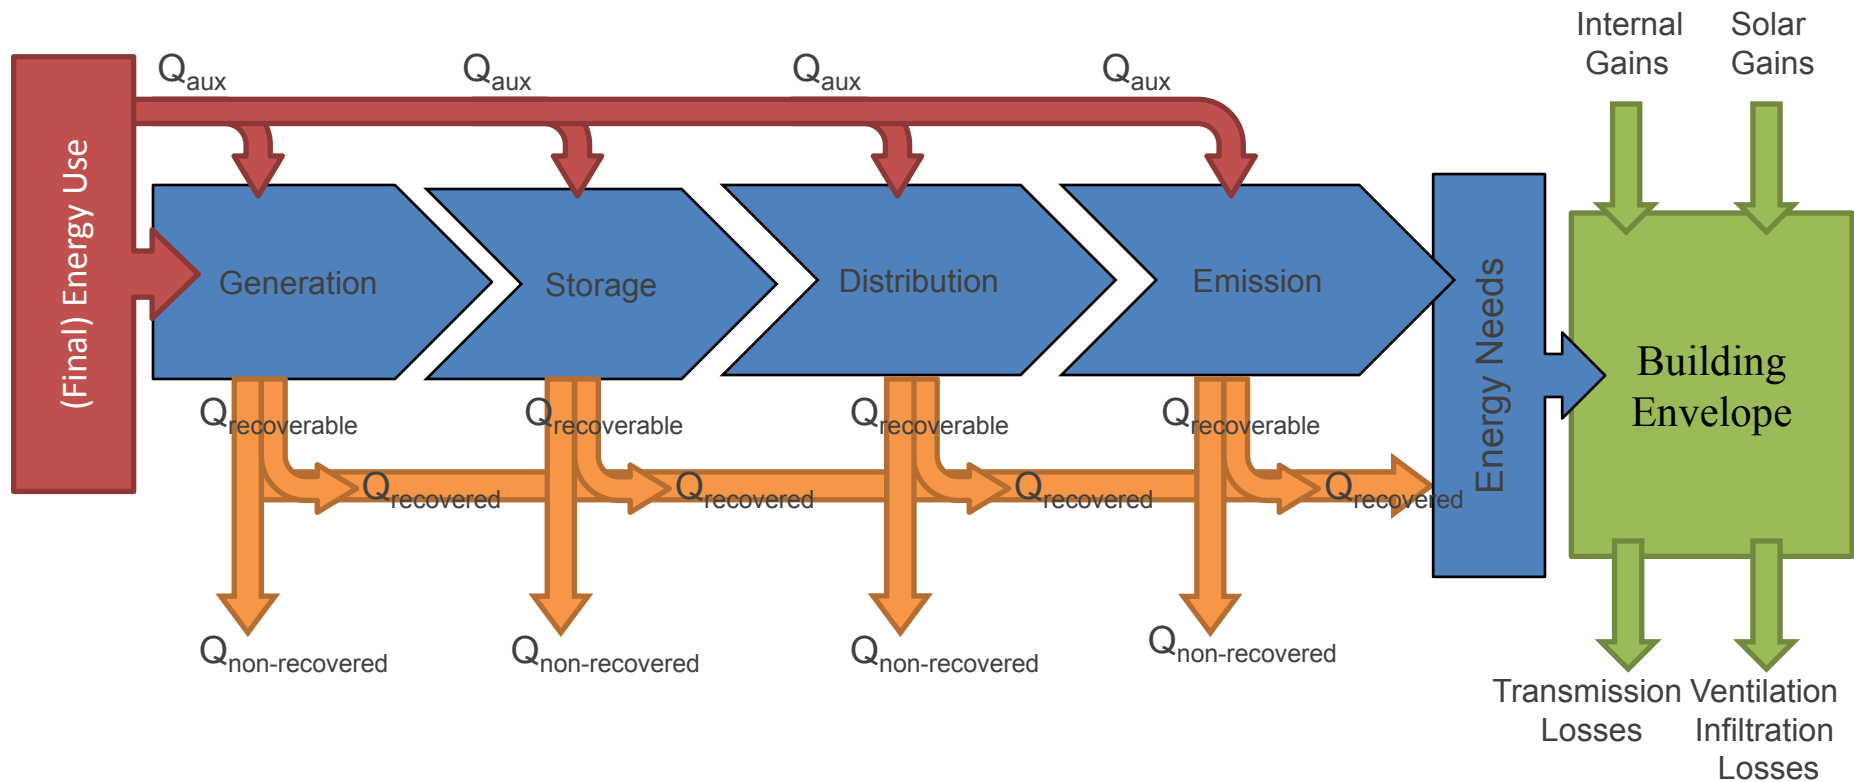 Internal
Gains
Solar
Gains
Qaux
Qaux
Qaux
Qaux
(Final) Energy Use
Generation
Storage
Distribution
Emission
Energy Needs
Building
Envelope
Qrecoverable
Qrecoverable
Qrecoverable
Qrecoverable
Qrecovered
Qrecovered
Qrecovered
Qrecovered
Qnon-recovered
Qnon-recovered
Qnon-recovered
Qnon-recovered
Transmission
Losses
Ventilation
Infiltration
Losses